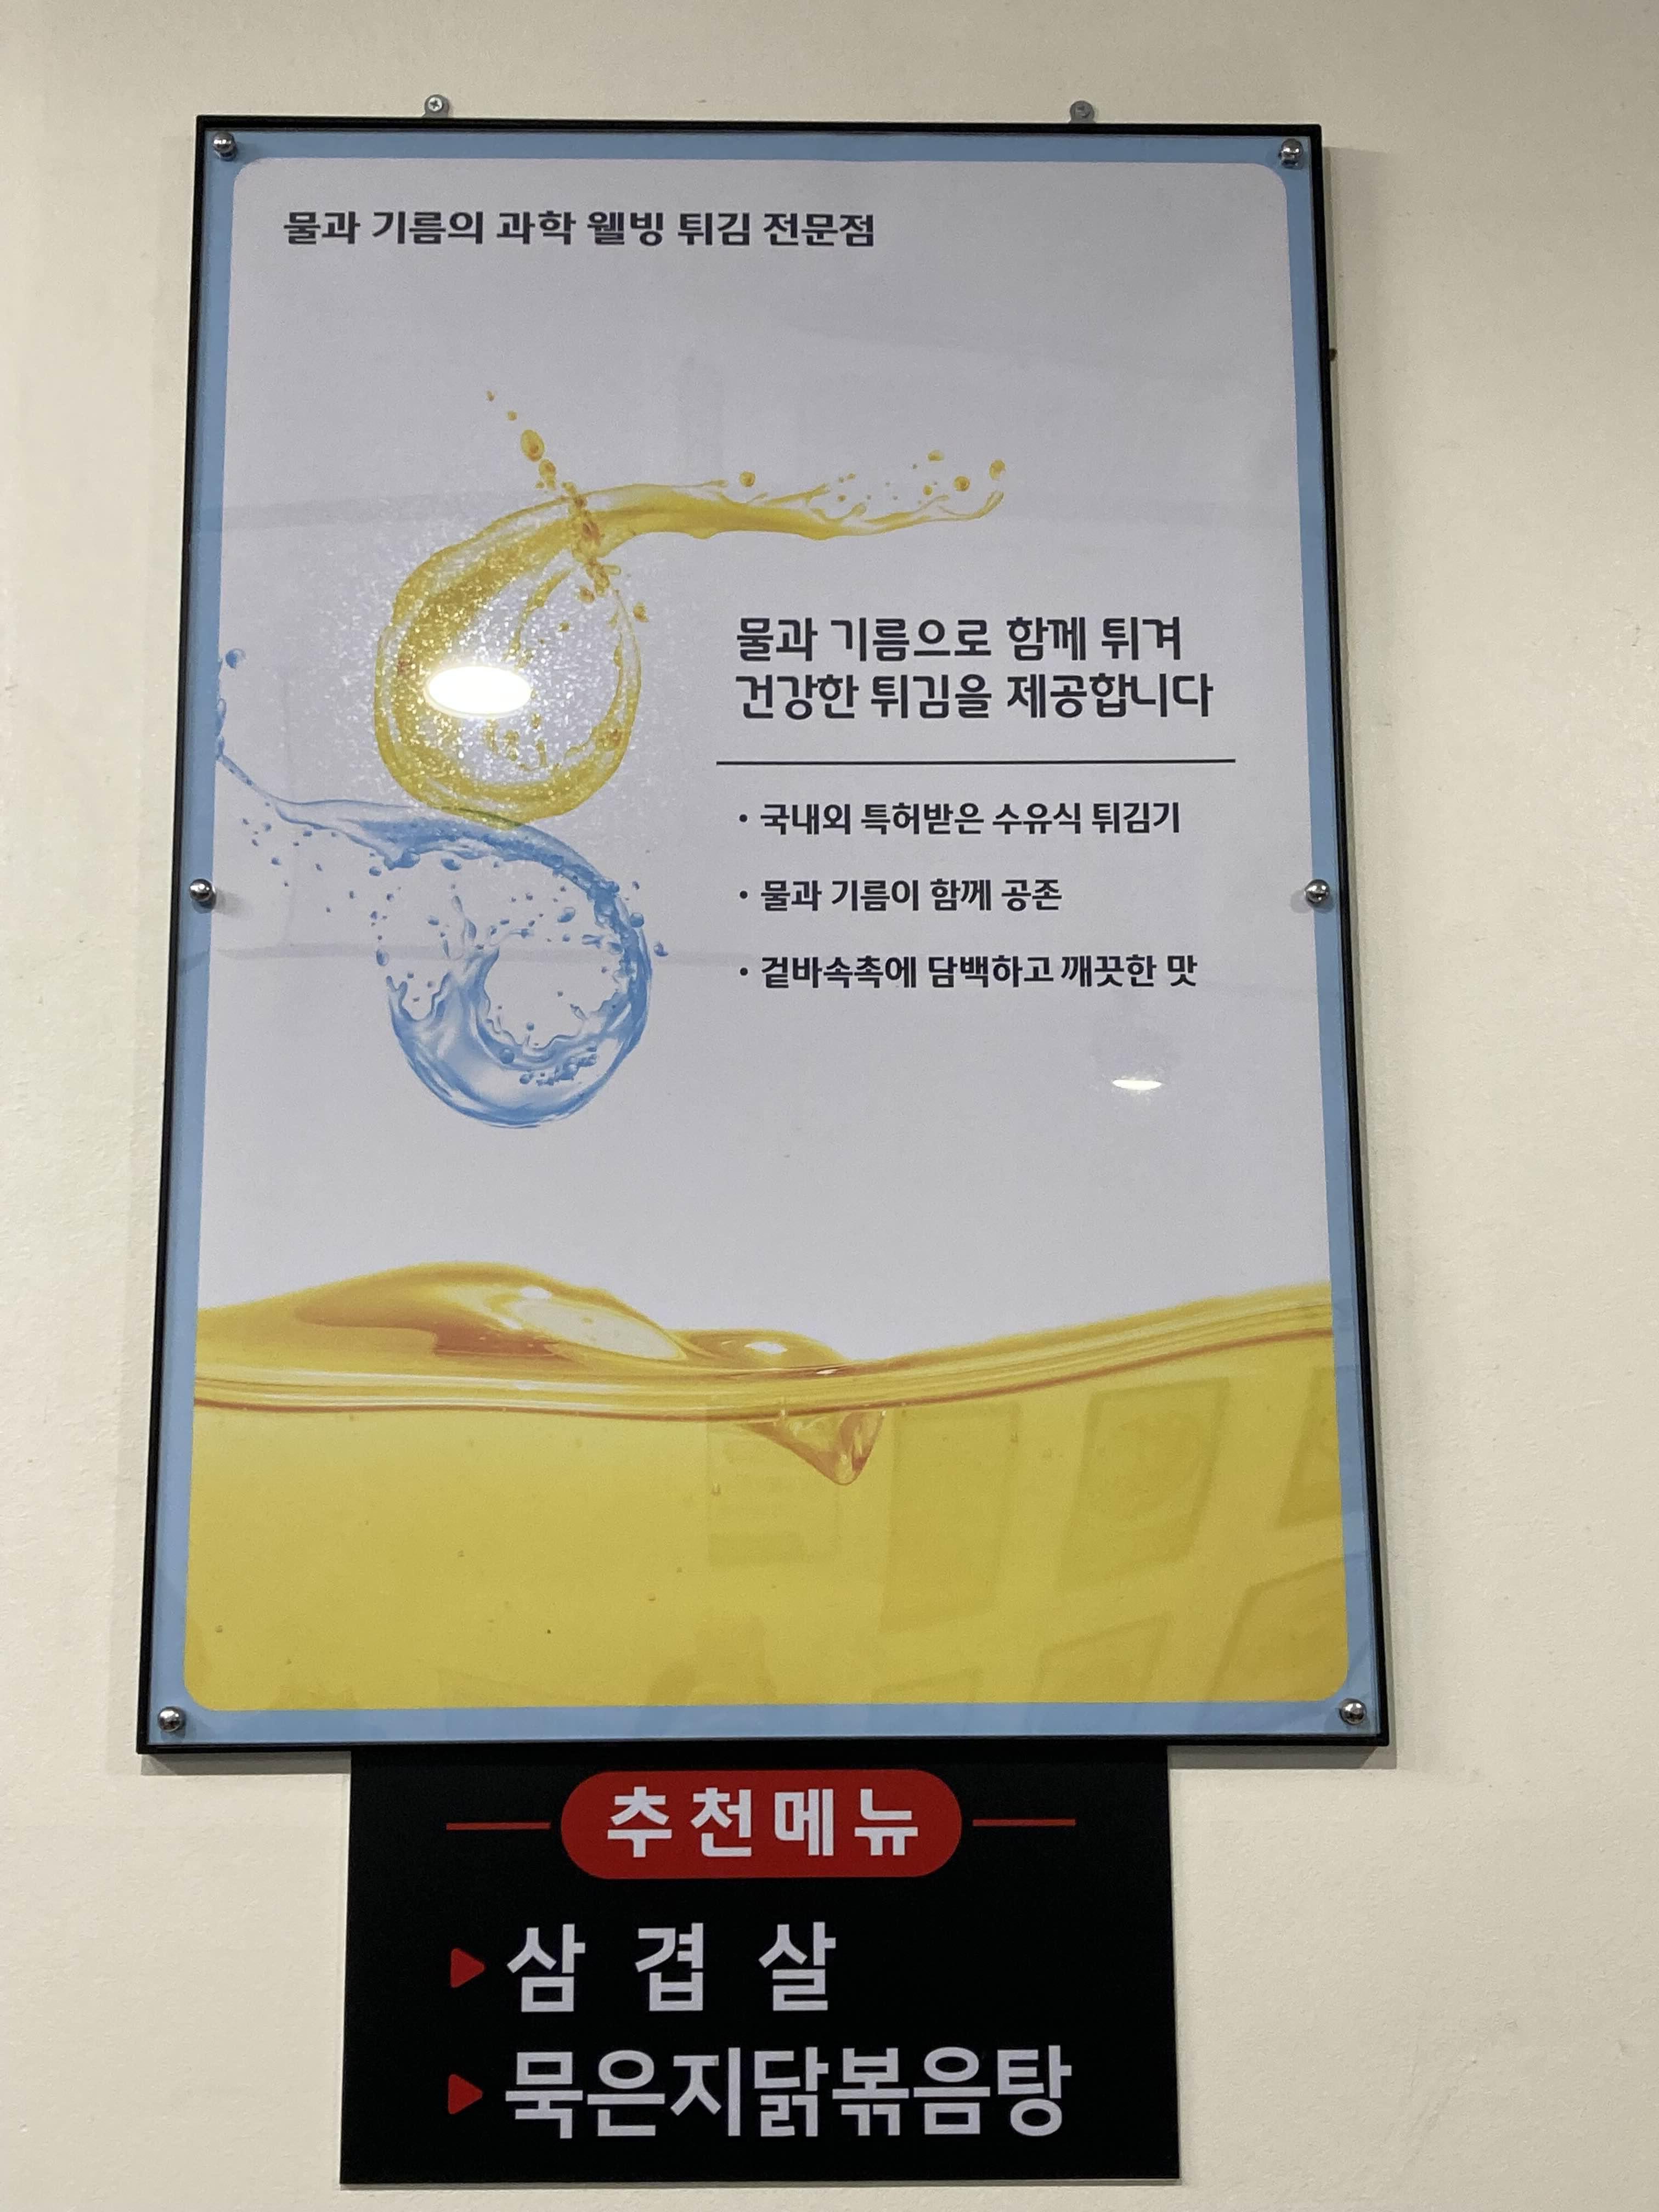 물과 기름의 과학 웰빙 튀김 전문점
물과 기름으로 함께 튀겨
건강한 튀김을 제공합니다
• 국내외 특허받은 수유식 튀김기
• 물과 기름이 함께 공존
• 겉바속촉에 담백하고 깨끗한 맛
추천메뉴
▶ 삼 겹 살
▶ 묵은지닭볶음탕